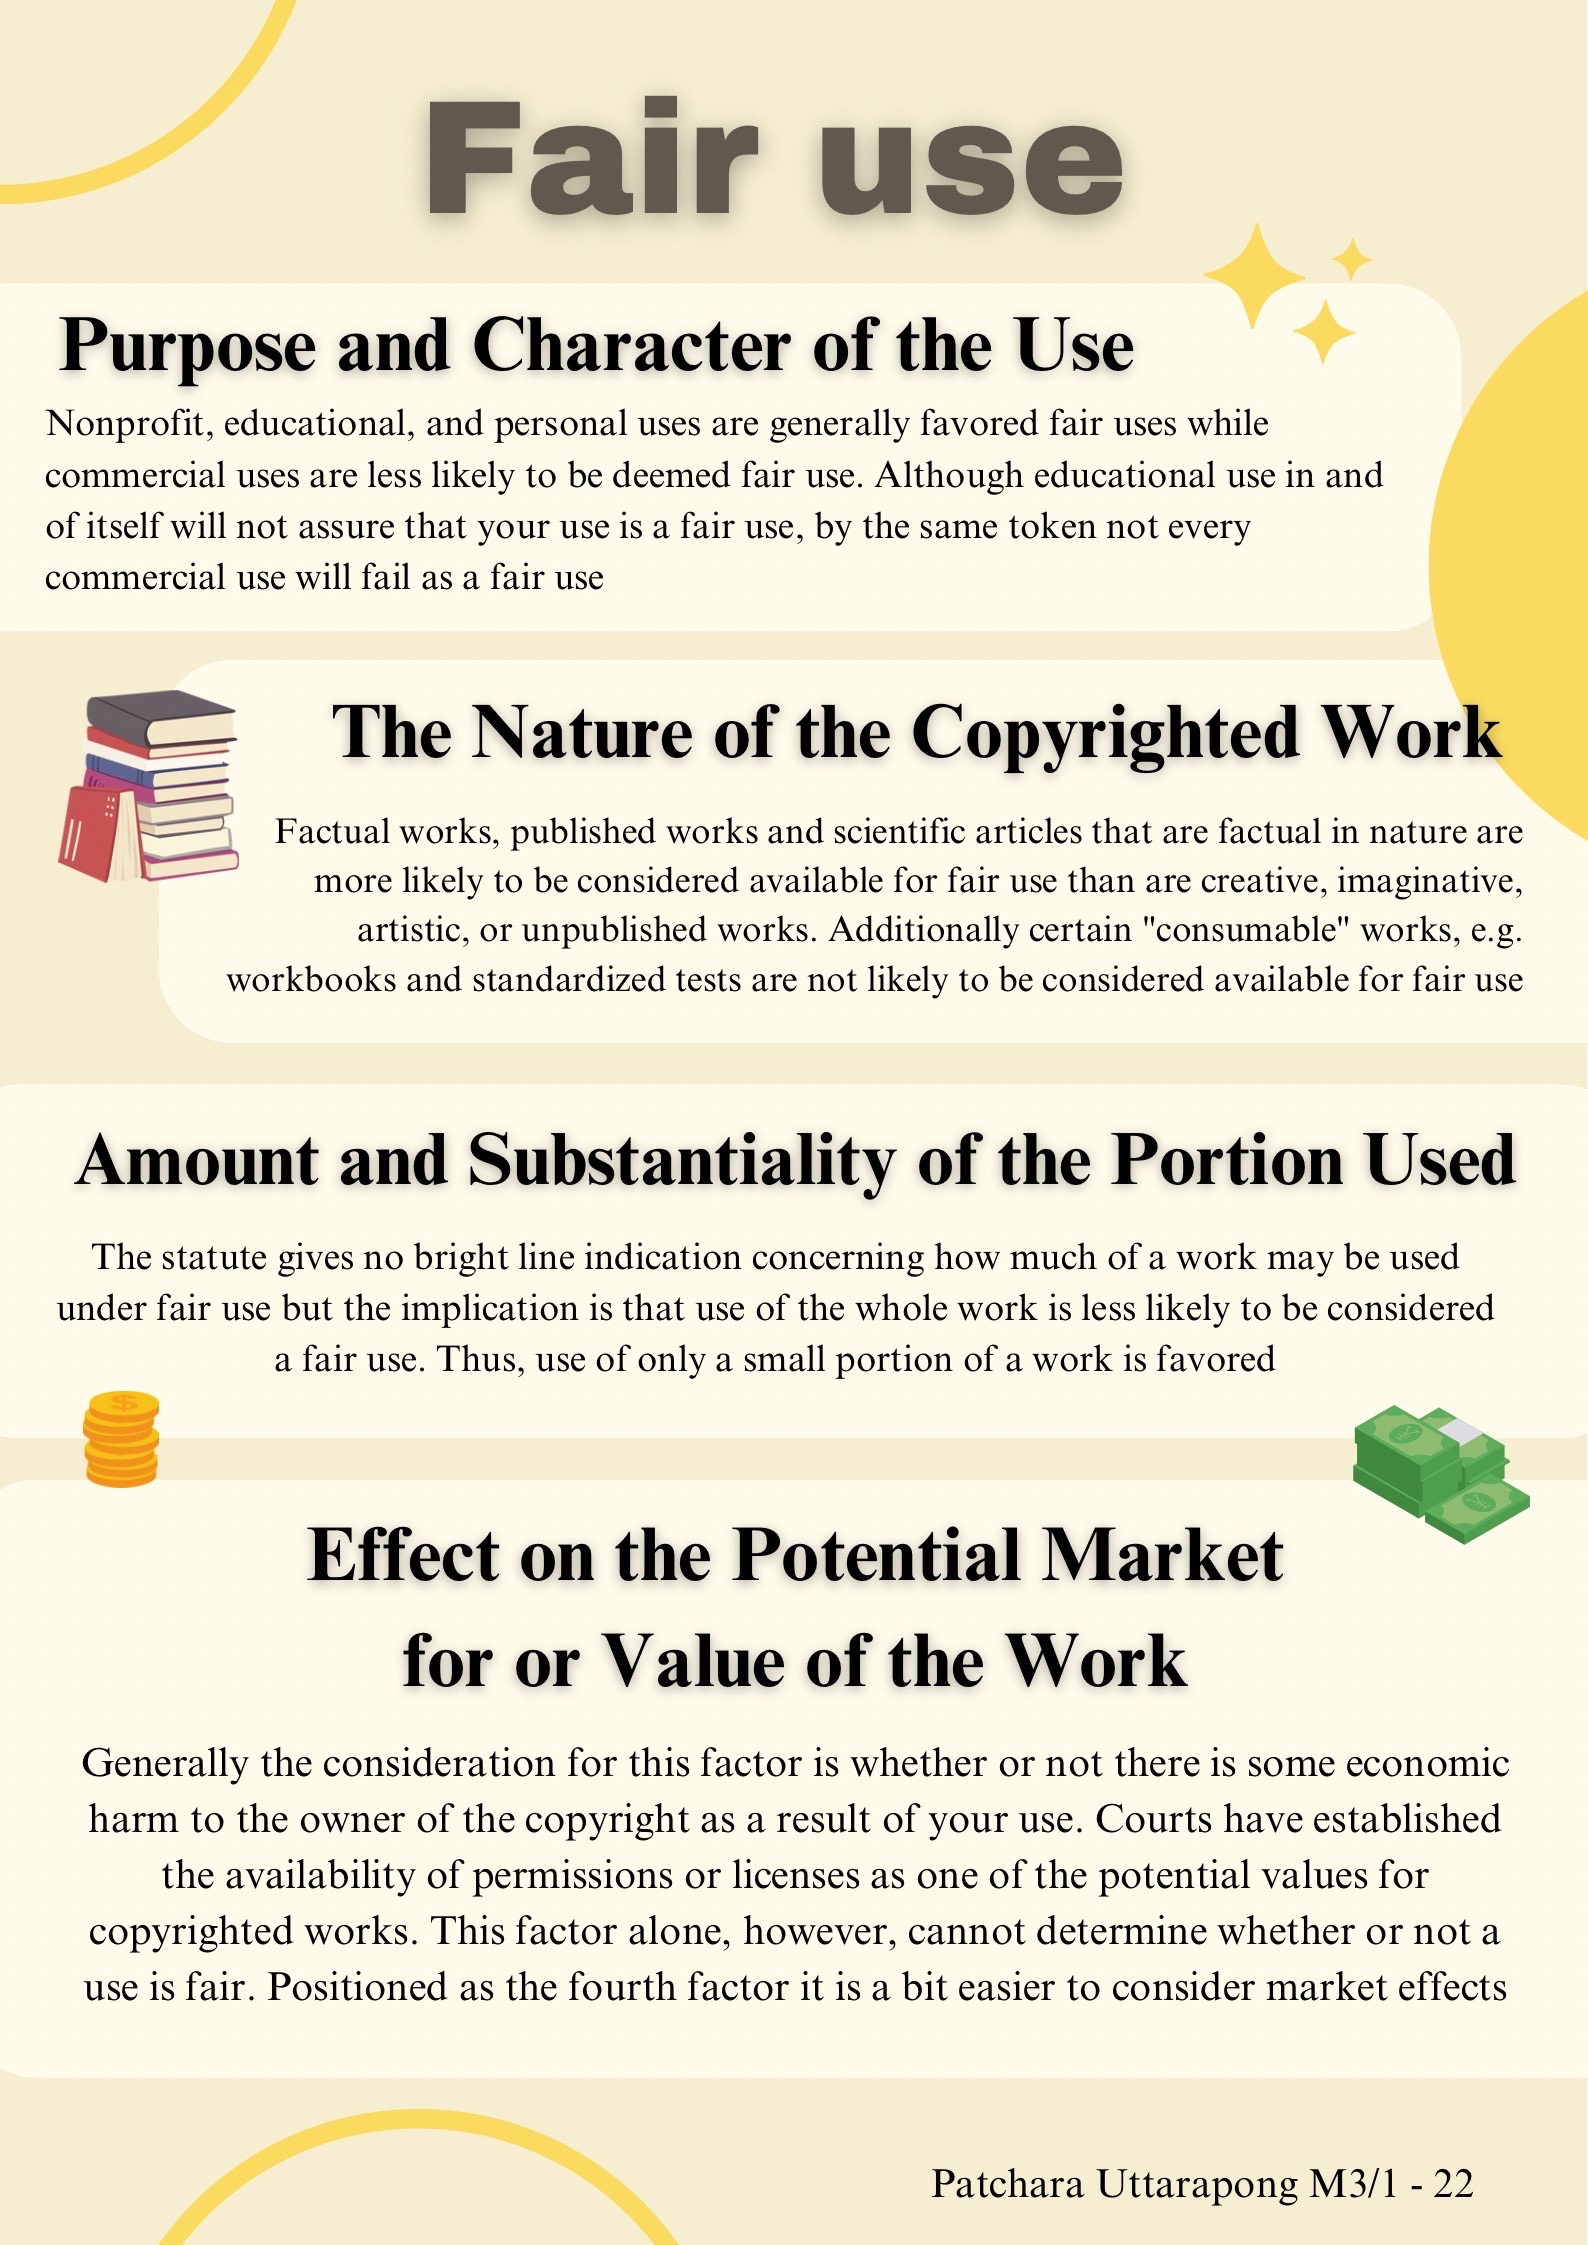 Fair use
Purpose and Character of the Use
Nonprofit, educational, and personal uses are generally favored fair uses while
commercial uses are less likely to be deemed fair use. Although educational use in and
of itself will not assure that your use is a fair use, by the same token not every
commercial use will fail as a fair use
The Nature of the Copyrighted Work
Factual works, published works and scientific articles that are factual in nature are
more likely to be considered available for fair use than are creative, imaginative,
artistic, or unpublished works. Additionally certain "consumable" works, e.g.
workbooks and standardized tests are not likely to be considered available for fair use
Amount and Substantiality of the Portion Used
The statute gives no bright line indication concerning how much of a work may be used
under fair use but the implication is that use of the whole work is less likely to be considered
a fair use. Thus, use of only a small portion of a work is favored
$
Effect on the Potential Market
for or Value of the Work
Generally the consideration for this factor is whether or not there is some economic
harm to the owner of the copyright as a result of your use. Courts have established
the availability of permissions or licenses as one of the potential values for
copyrighted works. This factor alone, however, cannot determine whether or not a
use is fair. Positioned as the fourth factor it is a bit easier to consider market effects
Patchara Uttarapong M3/1 - 22